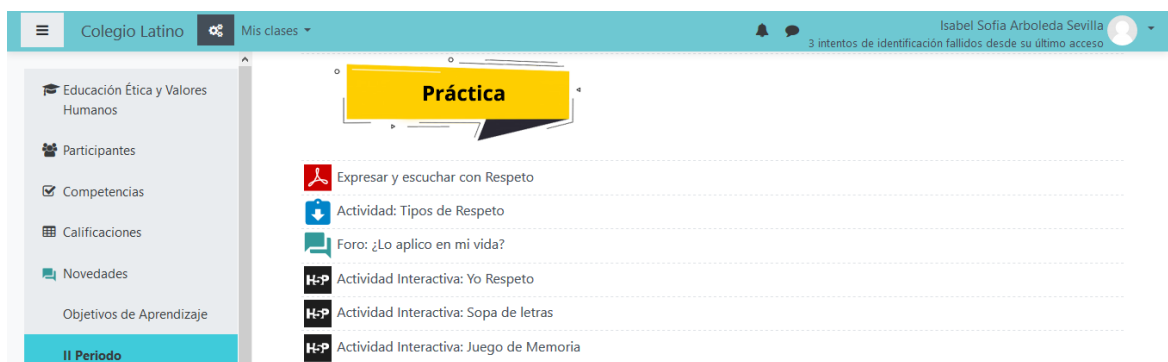 Colegio Latino
Mis clases
Isabel Sofia Arboleda Sevilla
3 intentos de identificación fallidos desde su último acceso
Educación Ética y Valores
Humanos
Participantes
Competencias
Calificaciones
Novedades
Objetivos de Aprendizaje
II Periodo
Práctica
Expresar y escuchar con Respeto
Actividad: Tipos de Respeto
Foro: ¿Lo aplico en mi vida?
H-P Actividad Interactiva: Yo Respeto
H-P Actividad Interactiva: Sopa de letras
H-P Actividad Interactiva: Juego de Memoria